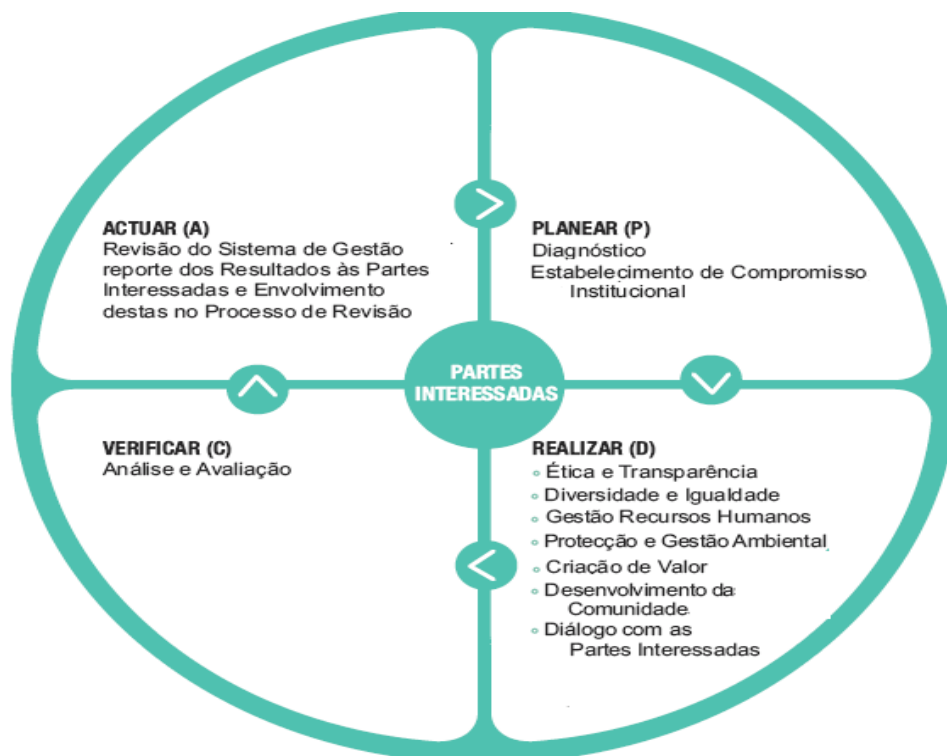 ACTUAR (A)
Revisão do Sistema de Gestão
reporte dos Resultados às Partes
Interessadas e Envolvimento
destas no Processo de Revisão
PLANEAR (P)
Diagnóstico
Estabelecimento de Compromisso
Institucional
PARTES
INTERESSADAS
VERIFICAR (C)
Análise e Avaliação
REALIZAR (D)
Ética e Transparência
Diversidade e Igualdade
Gestão Recursos Humanos
Protecção e Gestão Ambiental
Criação de Valor
Desenvolvimento da
Comunidade
Diálogo com as
Partes Interessadas